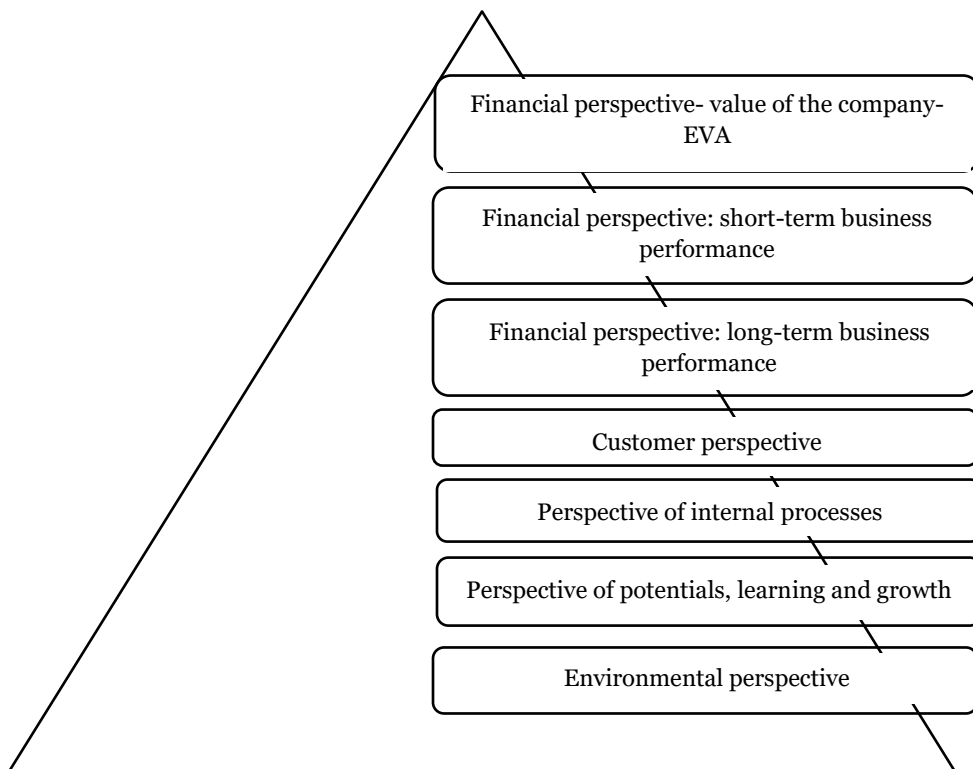 Financial perspective- value of the company-
EVA
Financial perspective: short-term business
performance
Financial perspective: long-term business
performance
Customer perspective
Perspective of internal processes
Perspective of potentials, learning and growth
Environmental perspective